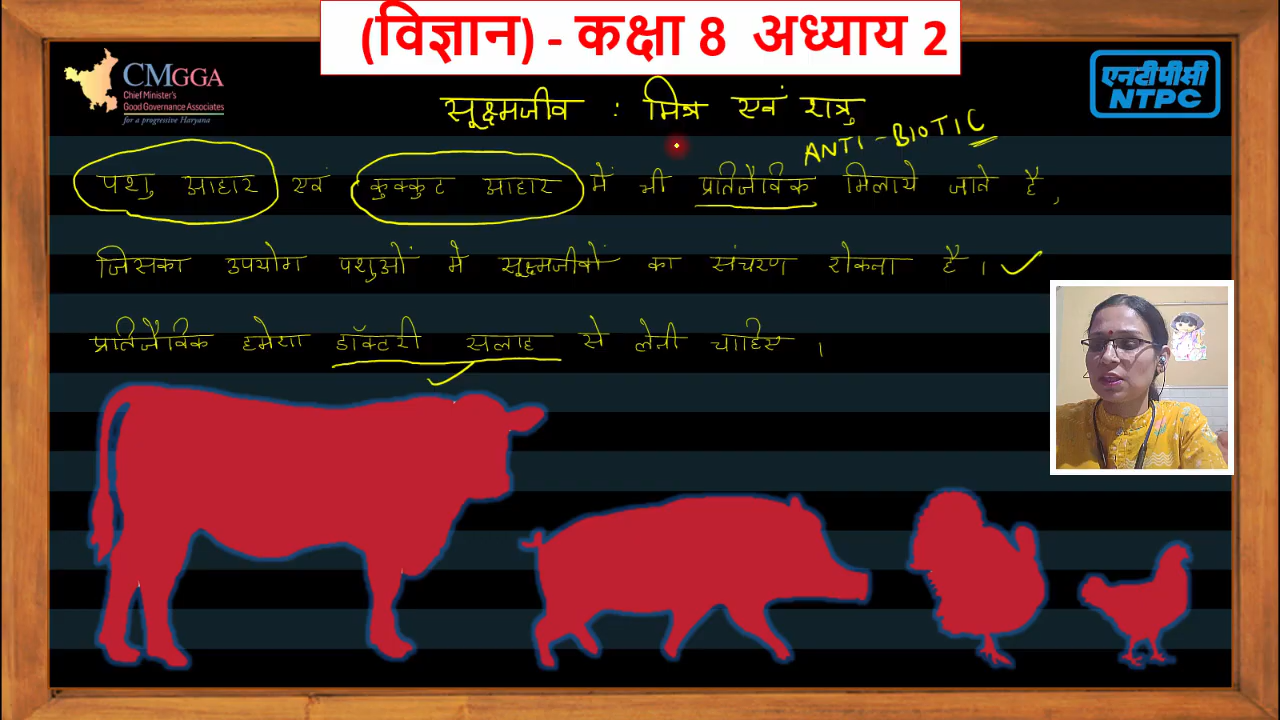 (विज्ञान) - कक्षा 8 अध्याय 2
CMGGA
Chief Minister's
Good Governance Associates
for a progressive Haryana
एनटीपीसी
NTPC
सूक्ष्मजीव : मित्र एवं शत्रु
ANTI-BIOTIC
पशु आहार एवं कुक्कुट आहार में भी प्रतिजैविक मिलाये जाते है,
जिसका उपयोग पशुओं मे सूक्ष्मजीवों का संचरण रोकना है ।
प्रतिजैविक हमेशा डॉक्टरी सलाह से लेनी चाहिए ।